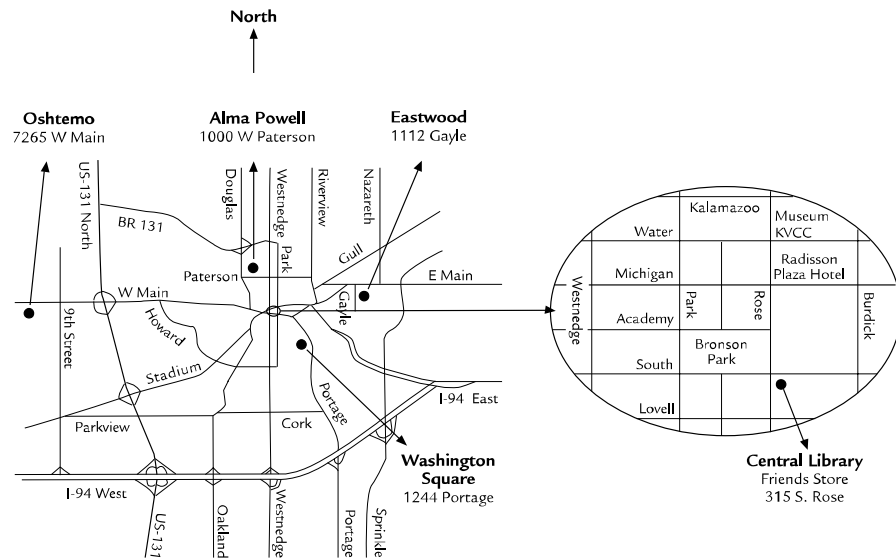 North
Oshtemo
7265 W Main
Alma Powell
1000 W Paterson
Eastwood
1112 Gayle
US-131 North
BR 131
Douglas
Westnedge
Park
Riverview
Nazareth
Gull
Paterson
E Main
W Main
Gayle
9th Street
Howard
Stadium
Portage
I-94 East
Parkview
Cork
I-94 West
US-131
Oakland
Westnedge
Portage
Sprinkle
Washington
Square
1244 Portage
Kalamazoo
Museum
KVCC
Water
Radisson
Plaza Hotel
Michigan
Westnedge
Park
Rose
Burdick
Academy
Bronson
Park
South
Lovell
Central Library
Friends Store
315 S. Rose